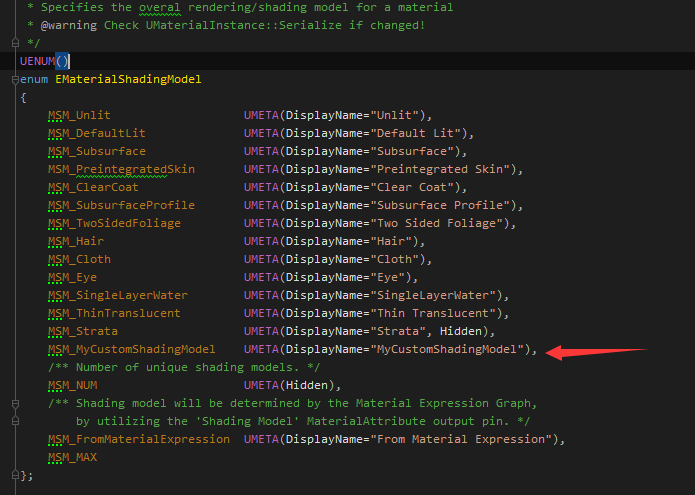 * Specifies the overal rendering/shading model for a material
* @warning Check UMaterialInstance::Serialize if changed!
*/
UENUM()
enum EMaterialShadingModel
{
MSM_Unlit UMETA(DisplayName="Unlit"),
MSM_DefaultLit UMETA(DisplayName="Default Lit"),
MSM_Subsurface UMETA(DisplayName="Subsurface"),
MSM_PreintegratedSkin UMETA(DisplayName="Preintegrated Skin"),
MSM_ClearCoat UMETA(DisplayName="Clear Coat"),
MSM_SubsurfaceProfile UMETA(DisplayName="Subsurface Profile"),
MSM_TwoSidedFoliage UMETA(DisplayName="Two Sided Foliage"),
MSM_Hair UMETA(DisplayName="Hair"),
MSM_Cloth UMETA(DisplayName="Cloth"),
MSM_Eye UMETA(DisplayName="Eye"),
MSM_SingleLayerWater UMETA(DisplayName="SingleLayerWater"),
MSM_ThinTranslucent UMETA(DisplayName="Thin Translucent"),
MSM_Strata UMETA(DisplayName="Strata", Hidden),
MSM_MyCustomShadingModel UMETA(DisplayName="MyCustomShadingModel"),
/** Number of unique shading models. */
MSM_NUM UMETA(Hidden),
/** Shading model will be determined by the Material Expression Graph,
by utilizing the 'Shading Model' MaterialAttribute output pin. */
MSM_FromMaterialExpression UMETA(DisplayName="From Material Expression"),
MSM_MAX
};